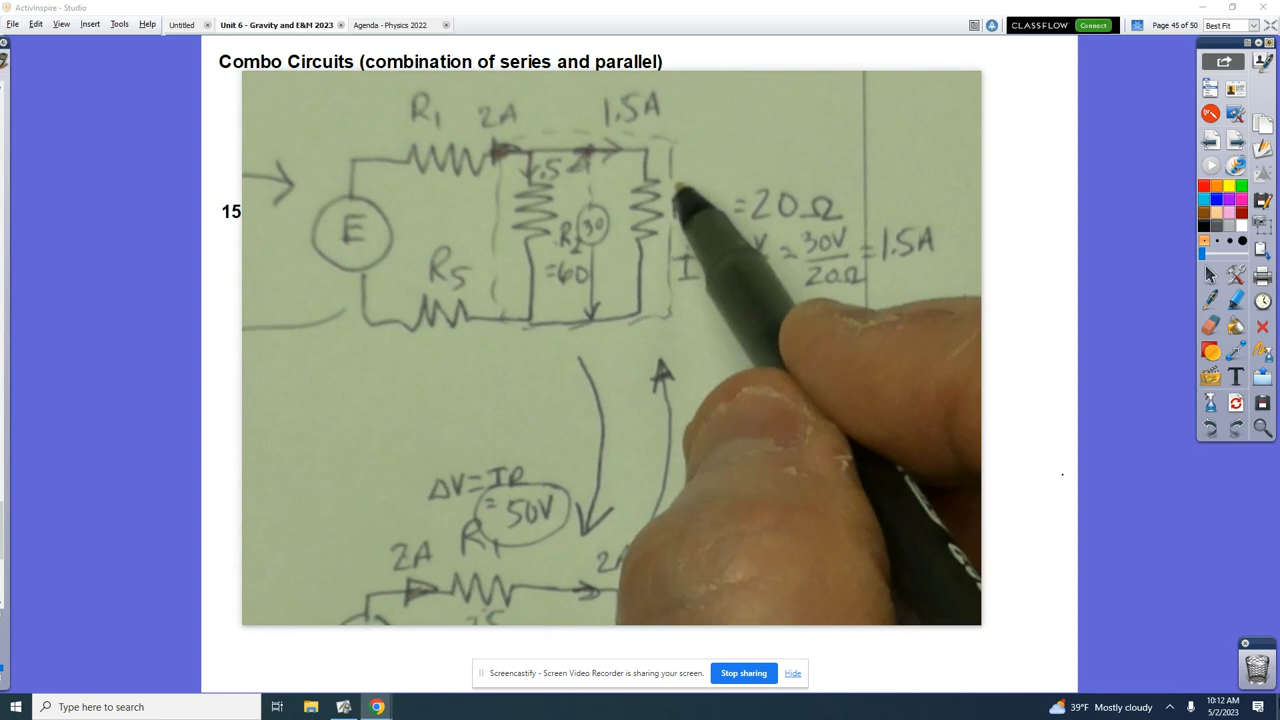 ActivInspire - Studio
File Edit View Insert Tools Help
Untitled
Unit 6 - Gravity and E&M 2023
Agenda - Physics 2022
CLASSFLOW
Connect
Page 45 of 50
Best Fit
Combo Circuits (combination of series and parallel)
R₁ 2A 1.5A
15
E
30
R₂
=60
R₅
=20Ω
I
= 30V/20Ω = 1.5A
ΔV=IR
= 50V
R₁
2A
Screencastify - Screen Video Recorder is sharing your screen.
Stop sharing
Hide
Type here to search
39°F Mostly cloudy
10:12 AM
5/2/2023